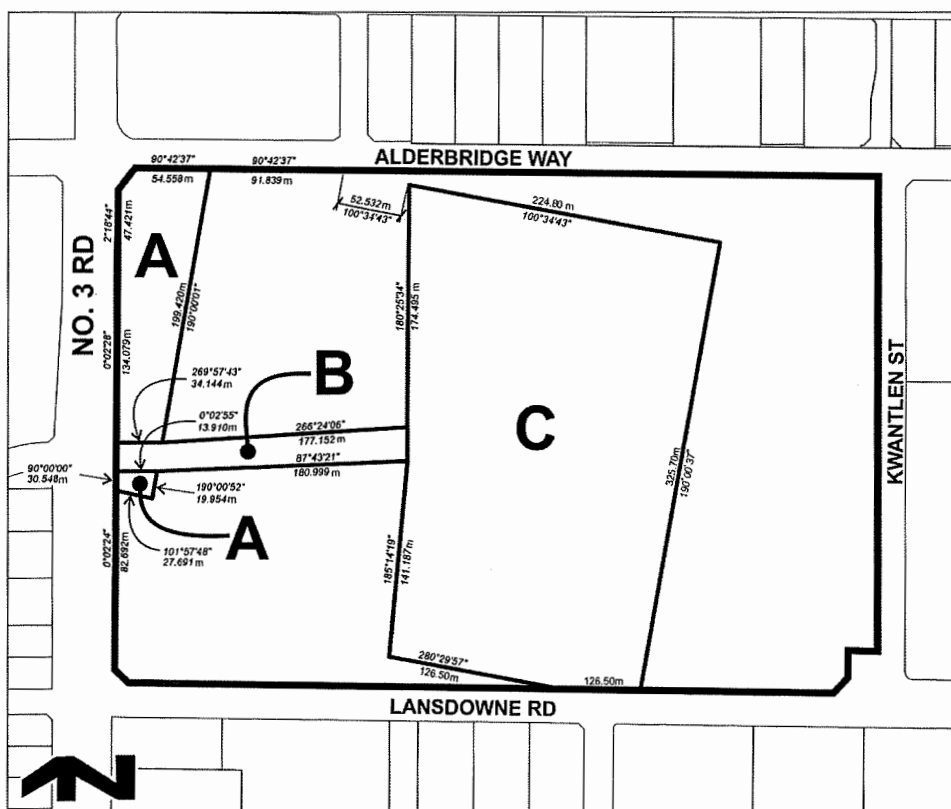 ALDERBRIDGE WAY
90°42'37"
54.558m
90°42'37"
91.839m
52.532m
100°34'43"
224.80 m
100°34'43"
2°16'44"
47.421m
A
NO. 3 RD
199.420m
190°00'01"
180°25'34"
174.495 m
0°02'28"
134.079m
269°57'43"
34.144m
B
0°02'55"
13.910m
266°24'06"
177.152m
C
KWANTLEN ST
87°43'21"
180.999m
325.70m
190°00'37"
90°00'00"
30.548m
190°00'52"
19.954m
A
0°02'24"
82.692m
101°57'48"
27.691m
185°14'19"
141.187m
280°29'57"
126.50m
126.50m
LANSDOWNE RD
N